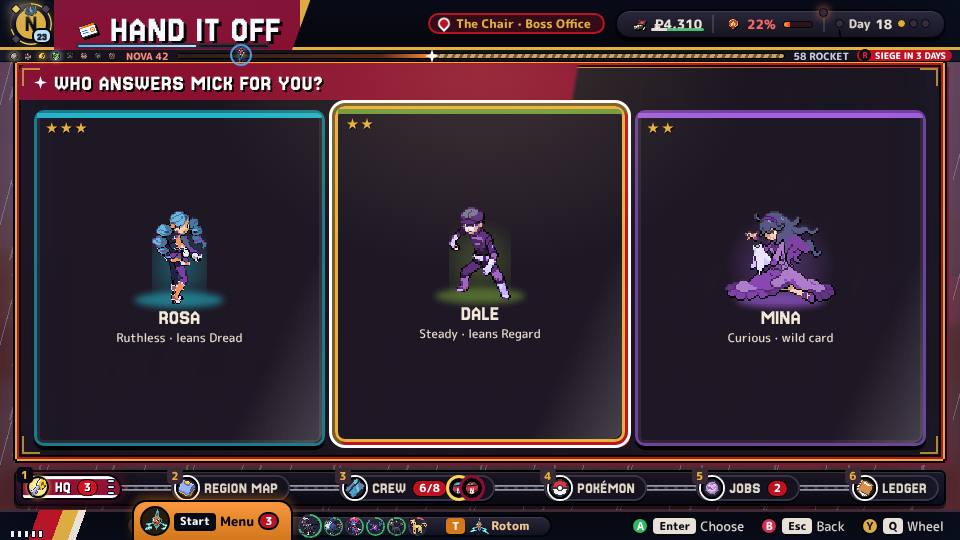 N
23
HAND IT OFF
The Chair · Boss Office
₽4,310
22%
Day 18
NOVA 42
58 ROCKET
R
SIEGE IN 3 DAYS
WHO ANSWERS MICK FOR YOU?
ROSA
Ruthless · leans Dread
DALE
Steady · leans Regard
MINA
Curious · wild card
1
HQ
3
2
REGION MAP
3
CREW
6/8
4
POKÉMON
5
JOBS
2
6
LEDGER
Start
Menu
3
T
Rotom
A
Enter
Choose
B
Esc
Back
Y
Q
Wheel